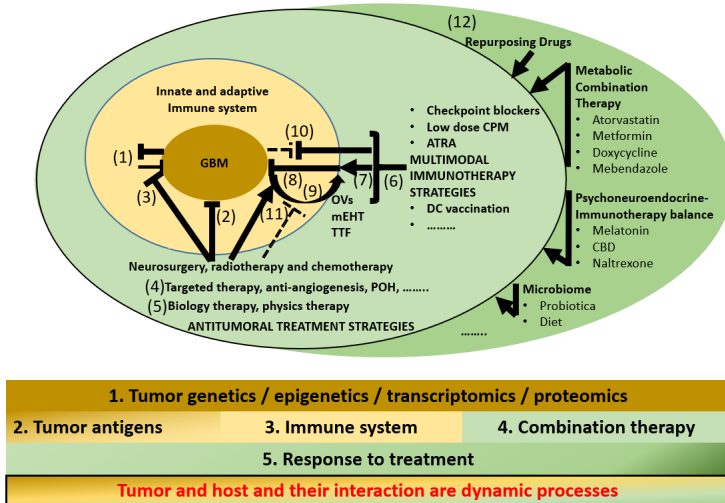 (12)
Repurposing Drugs
Metabolic
Combination
Therapy
• Atorvastatin
• Metformin
• Doxycycline
• Mebendazole
Innate and adaptive
Immune system
GBM
(1)
(2)
(3)
(10)
(8)
(9)
(11)
(7)
(6)
OVs
mEHT
TTF
• Checkpoint blockers
• Low dose CPM
• ATRA
MULTIMODAL
IMMUNOTHERAPY
STRATEGIES
• DC vaccination
• ………
Psychoneuroendocrine-
Immunotherapy balance
• Melatonin
• CBD
• Naltrexone
Neurosurgery, radiotherapy and chemotherapy
(4) Targeted therapy, anti-angiogenesis, POH, ……..
(5) Biology therapy, physics therapy
ANTITUMORAL TREATMENT STRATEGIES
Microbiome
• Probiotica
• Diet
……..
1. Tumor genetics / epigenetics / transcriptomics / proteomics
2. Tumor antigens
3. Immune system
4. Combination therapy
5. Response to treatment
Tumor and host and their interaction are dynamic processes